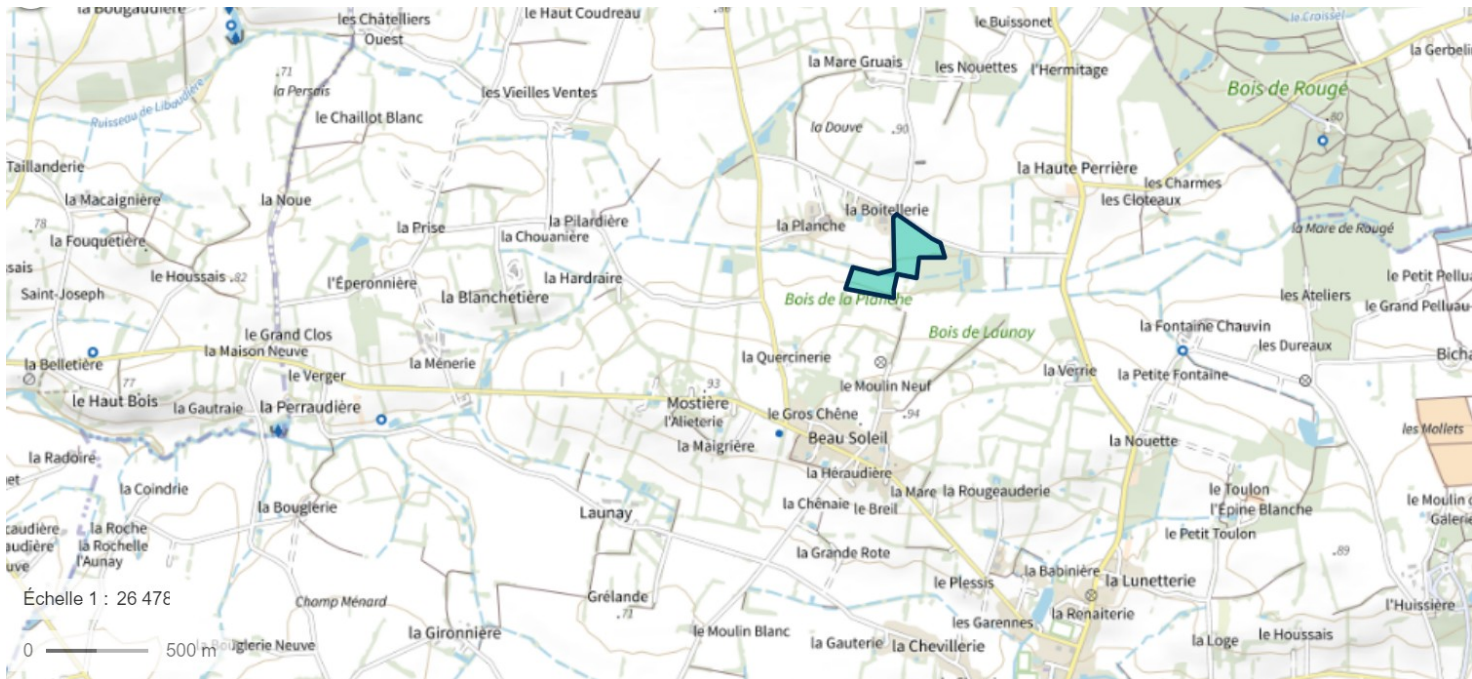 la Bougaudière
les Châtelliers
Ouest
le Haut Coudreau
le Buissonet
le Croissel
la Mare Gruais
les Nouettes
l'Hermitage
la Gerbelin
.71
la Persais
les Vieilles Ventes
Bois de Rougé
Ruisseau de Libaudière
le Chaillot Blanc
la Douve
.90
.80
Taillanderie
la Haute Perrière
les Charmes
les Cloteaux
la Macaignière
la Noue
la Boitellerie
.78
la Prise
la Pilardière
la Planche
la Mare de Rougé
la Fouquetière
la Chouanière
ssais
le Houssais .82
l'Éperonnière
la Hardraire
le Petit Pellua
Saint-Joseph
la Blanchetière
Bois de la Planche
les Ateliers
le Grand Pelluau
le Grand Clos
Bois de Launay
la Fontaine Chauvin
la Maison Neuve
les Dureaux
la Belletière
la Ménerie
la Quercinerie
Bicha
le Verger
la Verrie
la Petite Fontaine
77
le Haut Bois
la Gautraie
la Perraudière
.93
le Moulin Neuf
Mostière
l'Alieterie
le Gros Chêne
.94
les Mollets
la Maigrière
Beau Soleil
la Nouette
la Radoire
la Héraudière
la Coindrie
la Mare
la Rougeauderie
le Toulon
l'Épine Blanche
la Bouglerie
Launay
la Chênaie
le Breil
le Moulin d
Galerie
caudière
la Roche
audière
la Rochelle
l'Aunay
uve
la Grande Rote
le Petit Toulon
.89
le Plessis
la Babinière
la Lunetterie
Échelle 1 : 26 478
Champ Ménard
Grélande
.71
la Renaiterie
l'Huissière
la Gironnière
le Moulin Blanc
les Garennes
la Gauterie
la Chevillerie
la Loge
le Houssais
0
500 m
la Bouglerie Neuve